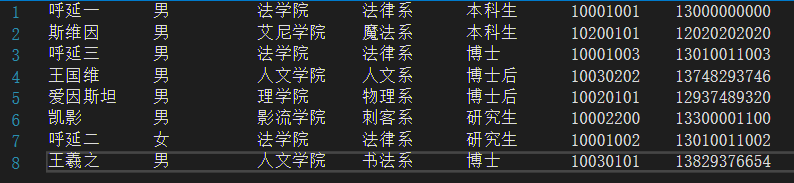 1 呼延一 男 法学院 法律系 本科生 10001001 13000000000
2 斯维因 男 艾尼学院 魔法系 本科生 10200101 12020202020
3 呼延三 男 法学院 法律系 博士 10001003 13010011003
4 王国维 男 人文学院 人文系 博士后 10030202 13748293746
5 爱因斯坦 男 理学院 物理系 博士后 10020101 12937489320
6 凯影 男 影流学院 刺客系 研究生 10002200 13300001100
7 呼延二 女 法学院 法律系 研究生 10001002 13010011002
8 王羲之 男 人文学院 书法系 博士 10030101 13829376654